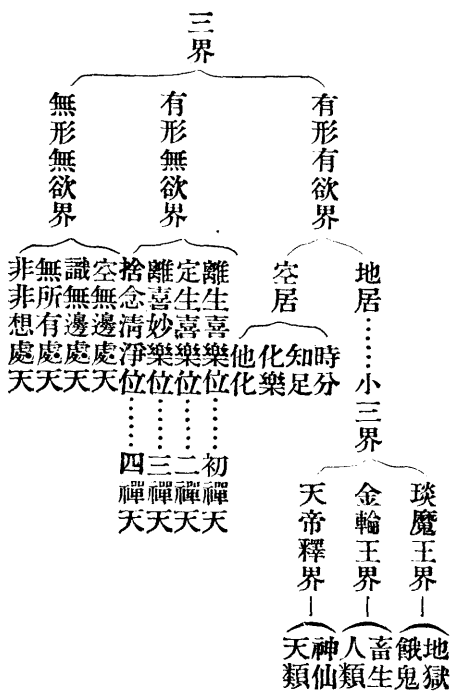 三界
有形有欲界
地居……小三界
琰魔王界—
地獄
餓鬼
金輪王界—
畜生
人類
天帝釋界—
神仙
天類
空居
時分
知足
化樂
他化
有形無欲界
離生喜樂位……初禪天
定生喜樂位……二禪天
離喜妙樂位……三禪天
捨念清淨位……四禪天
無形無欲界
空無邊處天
識無邊處天
無所有處天
非非想處天